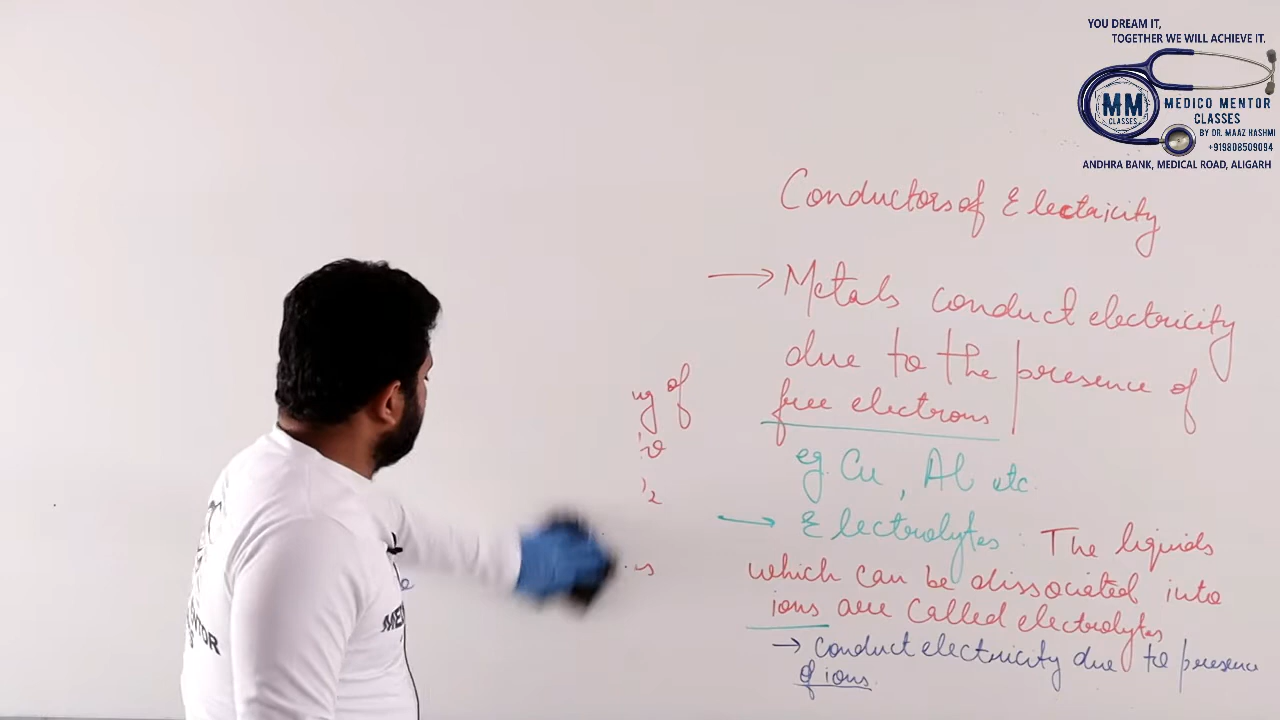 YOU DREAM IT,
TOGETHER WE WILL ACHIEVE IT.
MM
CLASSES
MEDICO MENTOR
CLASSES
BY DR. MAAZ HASHMI
+919808509094
ANDHRA BANK, MEDICAL ROAD, ALIGARH
Conductors of Electricity
→ Metals conduct electricity
due to the presence of
free electrons
eg. Cu, Al etc.
→ Electrolytes : The liquids
which can be dissociated into
ions are called electrolytes
→ Conduct electricity due to presence
of ions.
of